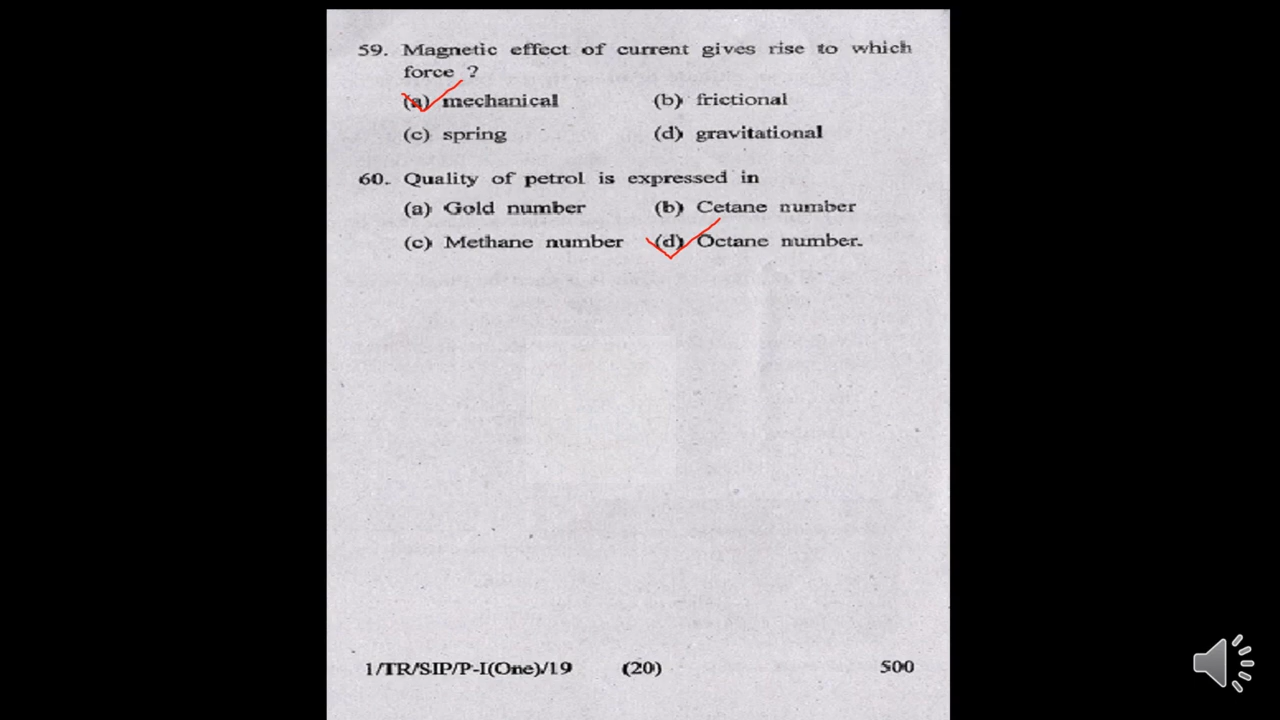 59. Magnetic effect of current gives rise to which
force ?
(a) mechanical (b) frictional
(c) spring (d) gravitational
60. Quality of petrol is expressed in
(a) Gold number (b) Cetane number
(c) Methane number (d) Octane number.
1/TR/SIP/P-I(One)/19 (20) 500